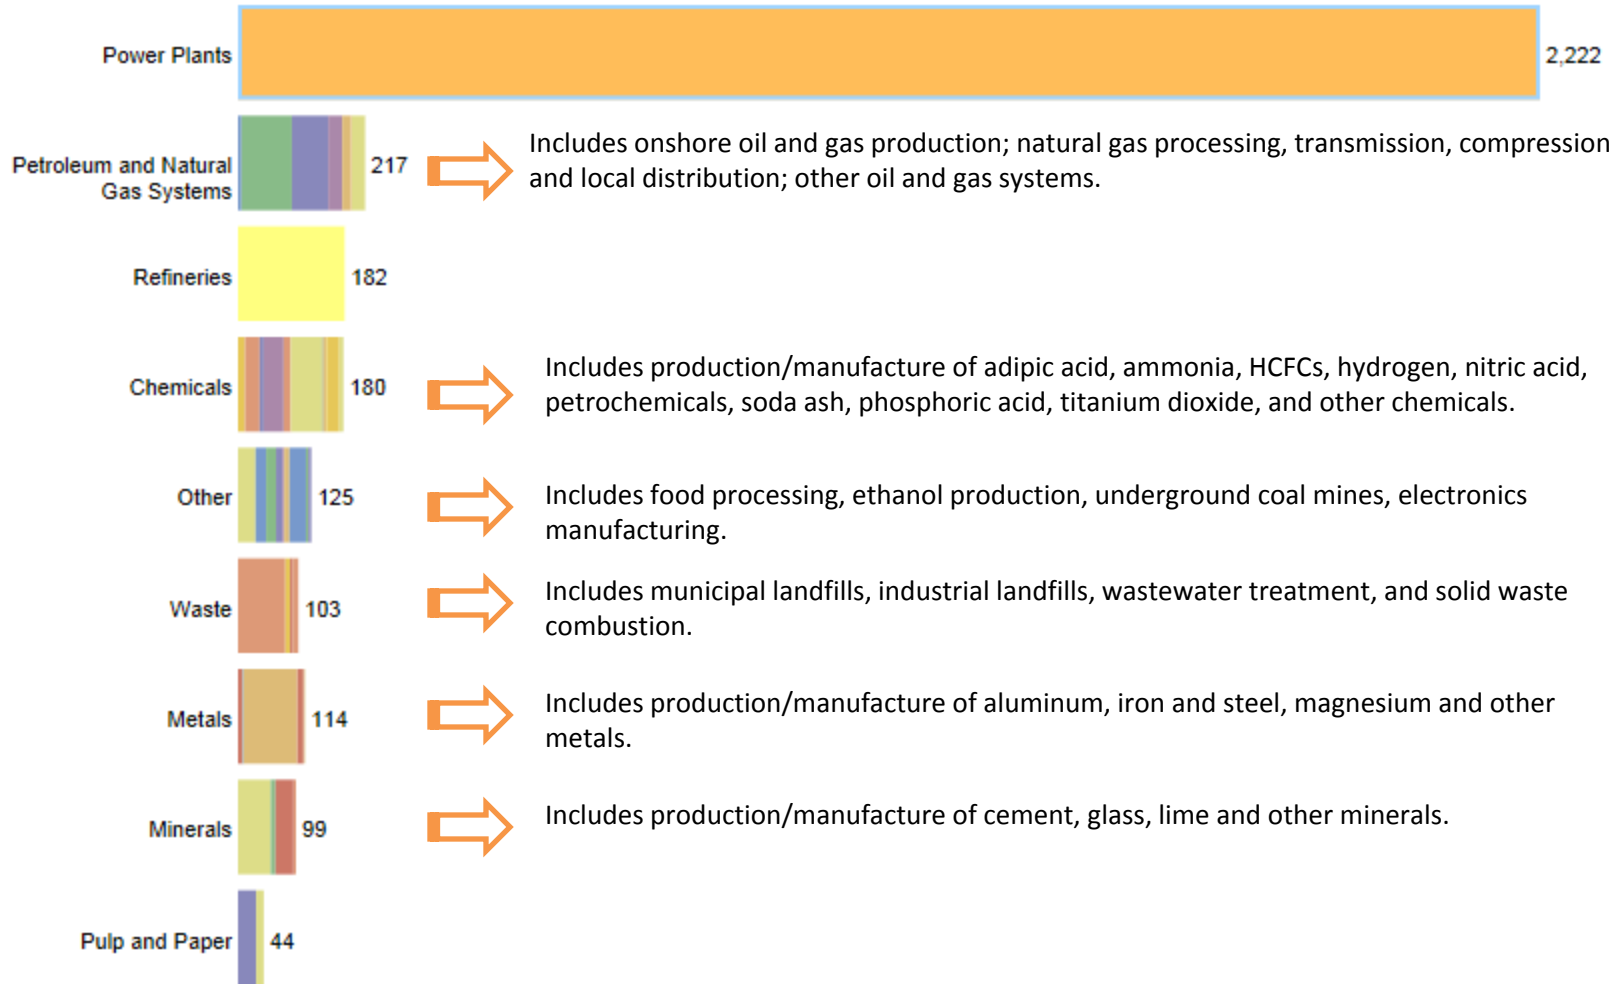 Power Plants
2,222
Petroleum and Natural
Gas Systems
217
Includes onshore oil and gas production; natural gas processing, transmission, compression
and local distribution; other oil and gas systems.
Refineries
182
Chemicals
180
Includes production/manufacture of adipic acid, ammonia, HCFCs, hydrogen, nitric acid,
petrochemicals, soda ash, phosphoric acid, titanium dioxide, and other chemicals.
Other
125
Includes food processing, ethanol production, underground coal mines, electronics
manufacturing.
Waste
103
Includes municipal landfills, industrial landfills, wastewater treatment, and solid waste
combustion.
Metals
114
Includes production/manufacture of aluminum, iron and steel, magnesium and other
metals.
Minerals
99
Includes production/manufacture of cement, glass, lime and other minerals.
Pulp and Paper
44